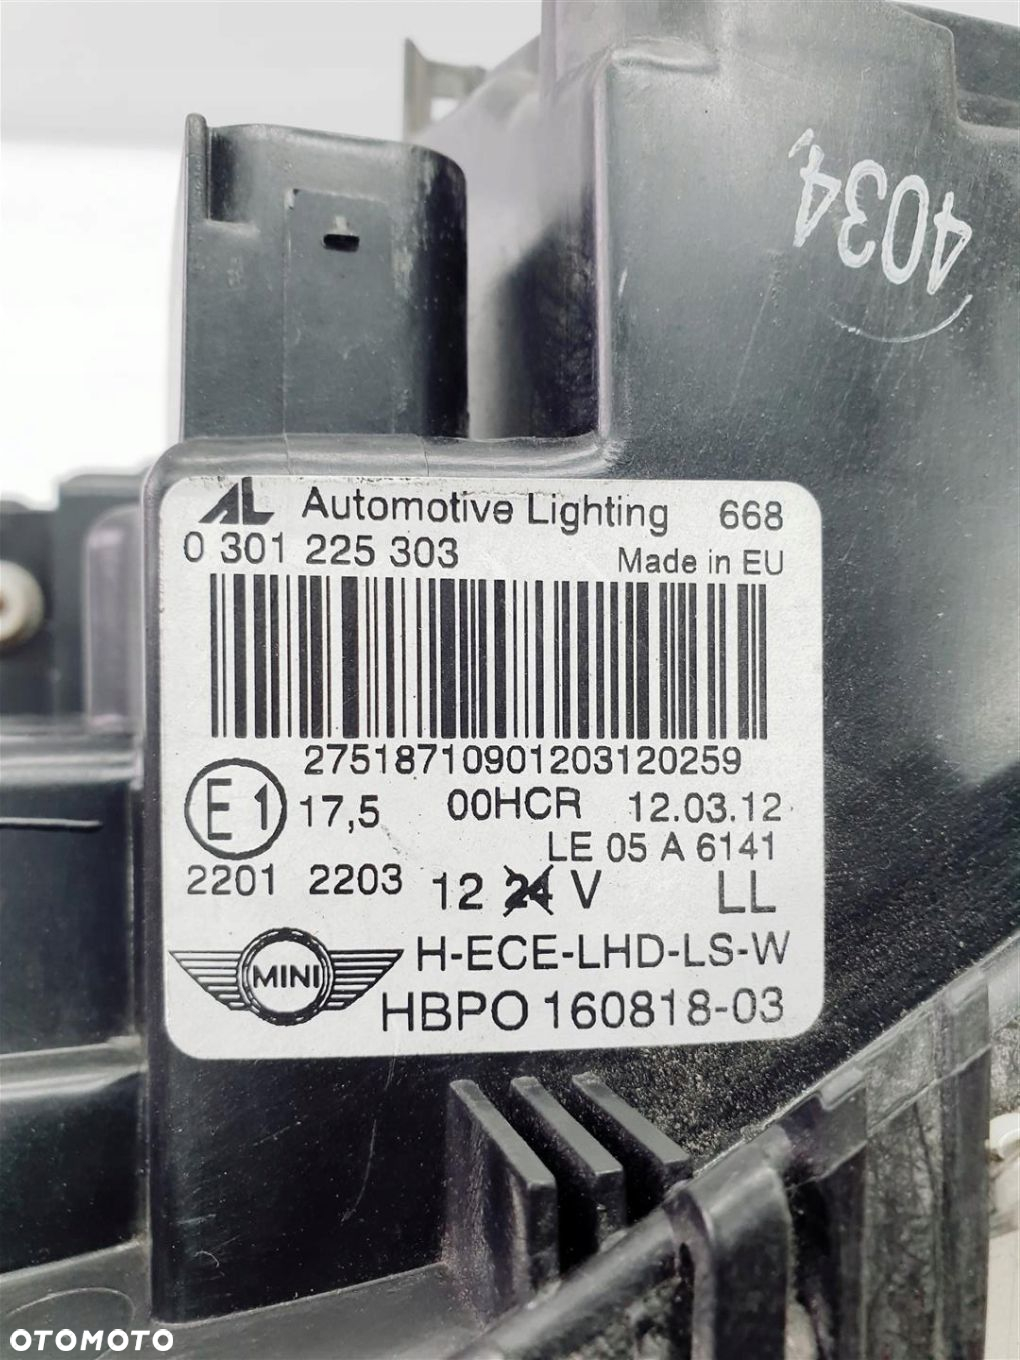 4034
AL Automotive Lighting 668
0 301 225 303 Made in EU
27518710901203120259
E1 17,5 00HCR 12.03.12
LE 05 A 6141
2201 2203 12 24 V LL
MINI H-ECE-LHD-LS-W
HBPO 160818-03
OTOMOTO